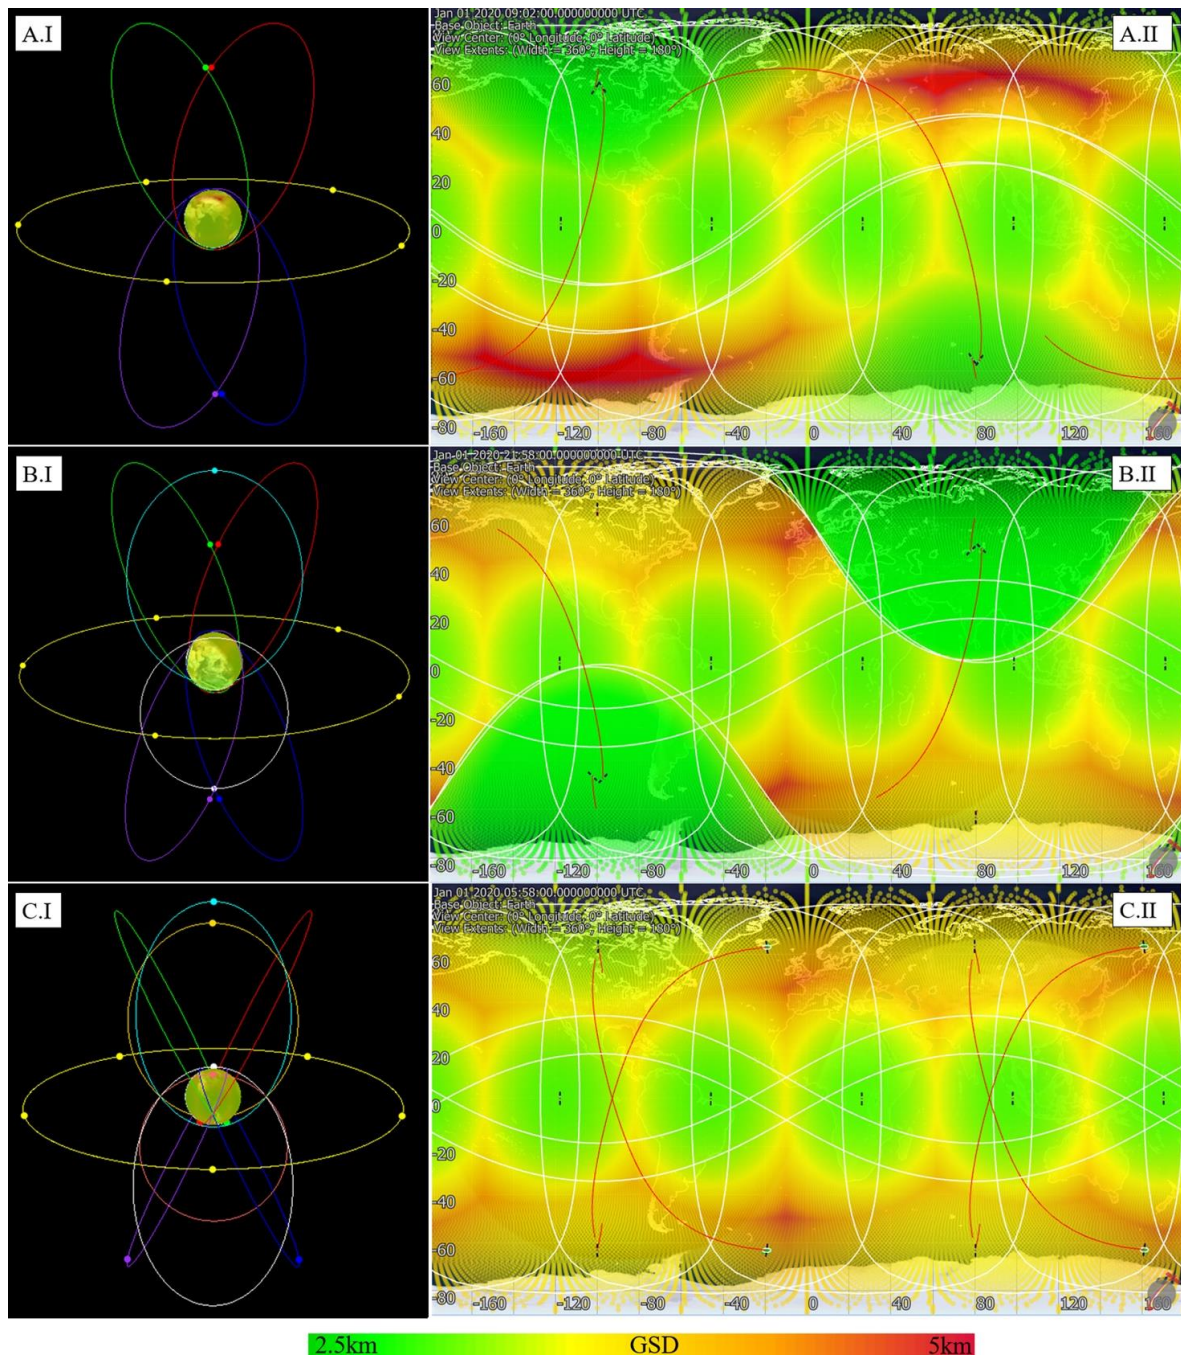 A.I
Jan 01 2020 09:02:00.000000000 UTC
Base Object: Earth
View Center: (0° Longitude, 0° Latitude)
View Extents: (Width = 360°, Height = 180°)
A.II
60
40
20
0
-20
-40
-60
-80
-160
-120
-80
-40
0
40
80
120
160
B.I
Jan 01 2020 21:58:00.000000000 UTC
Base Object: Earth
View Center: (0° Longitude, 0° Latitude)
View Extents: (Width = 360°, Height = 180°)
B.II
60
40
20
0
-20
-40
-60
-80
-160
-120
-80
-40
0
40
80
120
160
C.I
Jan 01 2020 05:58:00.000000000 UTC
Base Object: Earth
View Center: (0° Longitude, 0° Latitude)
View Extents: (Width = 360°, Height = 180°)
C.II
60
40
20
0
-20
-40
-60
-80
-160
-120
-80
-40
0
40
80
120
160
2.5km GSD 5km